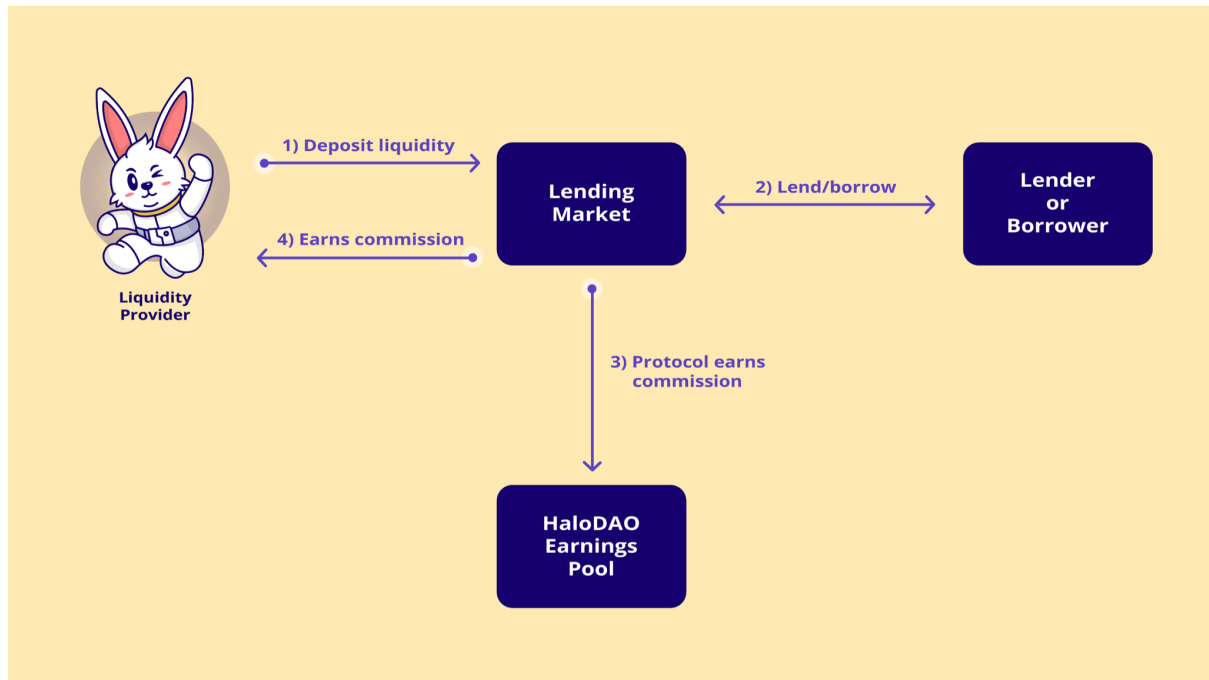 1) Deposit liquidity
4) Earns commission
Liquidity
Provider
Lending
Market
2) Lend/borrow
Lender
or
Borrower
3) Protocol earns
commission
HaloDAO
Earnings
Pool